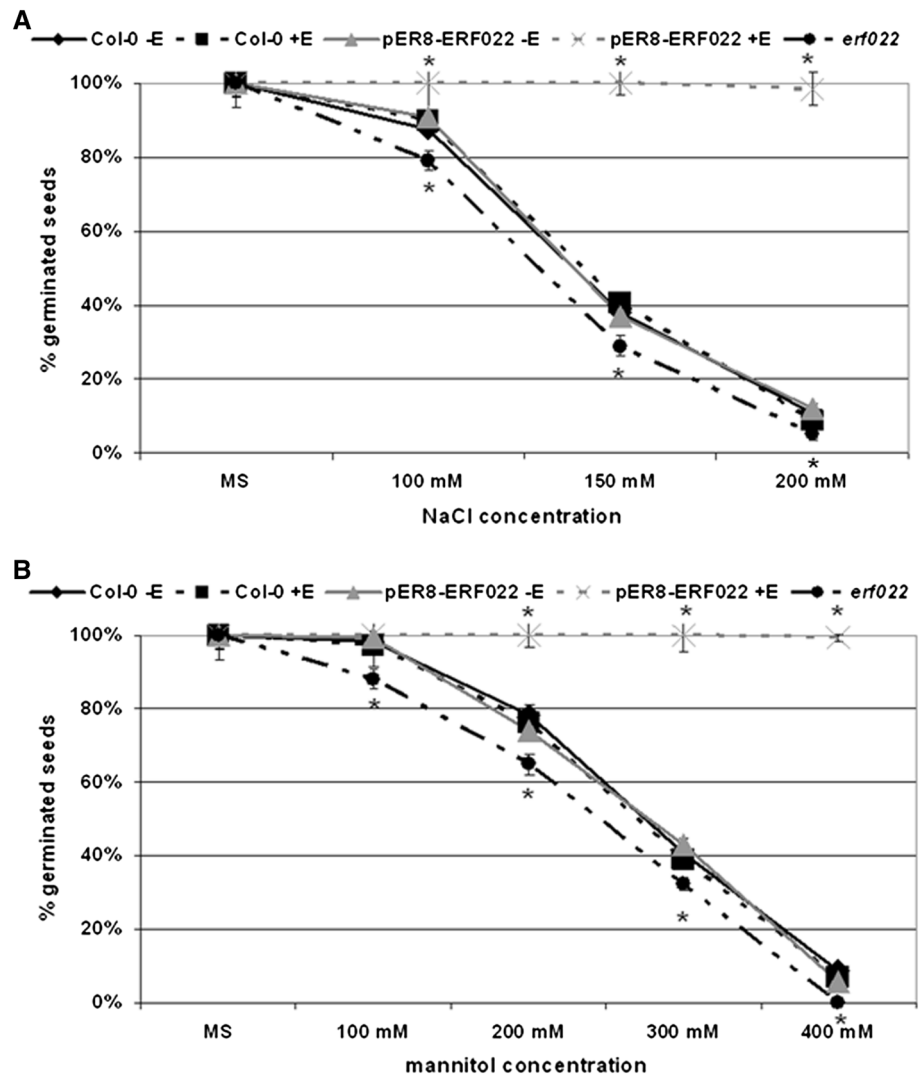 A
Col-0 -E Col-0 +E pER8-ERF022 -E pER8-ERF022 +E erf022
* * *
100%
80%
*
60%
% germinated seeds
40%
*
20%
0%
*
MS 100 mM 150 mM 200 mM
NaCl concentration
B
Col-0 -E Col-0 +E pER8-ERF022 -E pER8-ERF022 +E erf022
* * *
100%
*
80%
*
60%
% germinated seeds
40%
*
20%
0%
*
MS 100 mM 200 mM 300 mM 400 mM
mannitol concentration